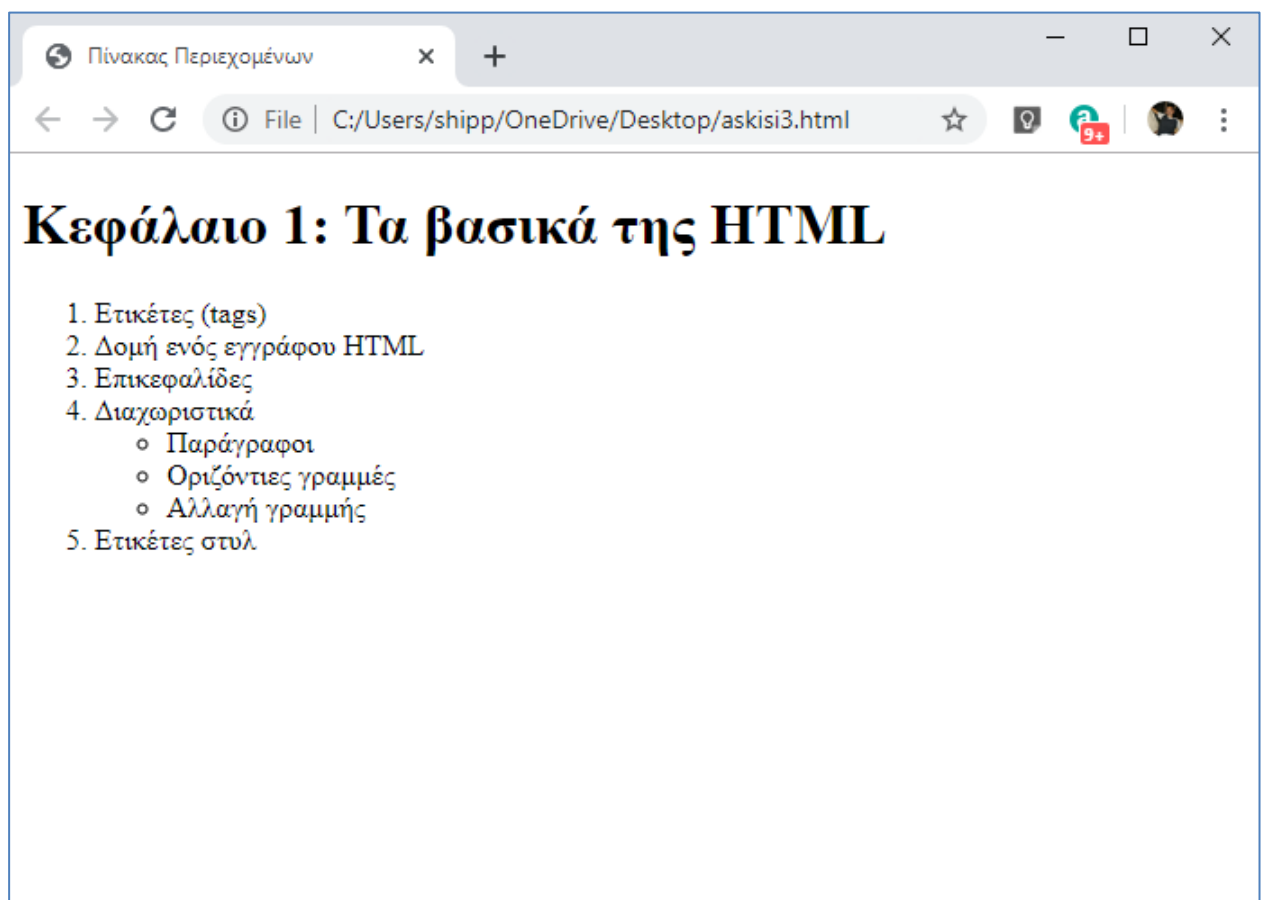 Πίνακας Περιεχομένων
File | C:/Users/shipp/OneDrive/Desktop/askisi3.html
9+
Κεφάλαιο 1: Τα βασικά της HTML
1. Ετικέτες (tags)
2. Δομή ενός εγγράφου HTML
3. Επικεφαλίδες
4. Διαχωριστικά
Παράγραφοι
Οριζόντιες γραμμές
Αλλαγή γραμμής
5. Ετικέτες στυλ